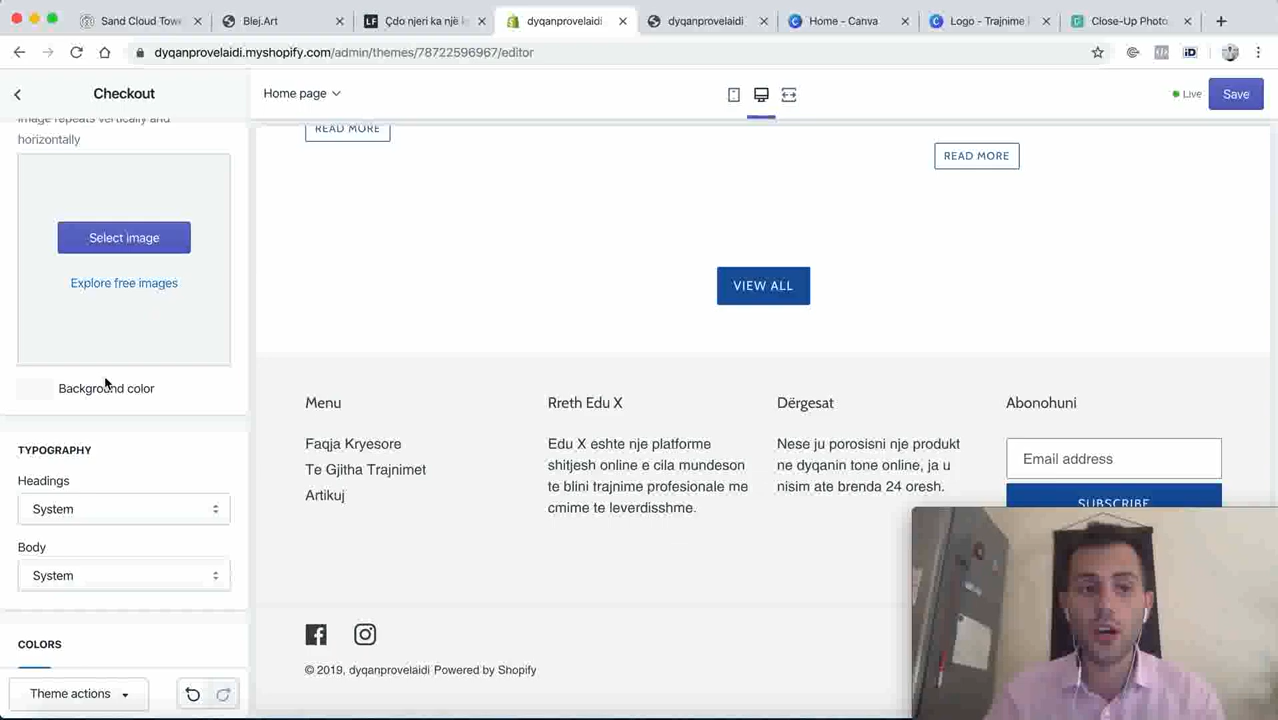 Sand Cloud Towe
Blej.Art
Çdo njeri ka një k
dyqanprovelaidi
dyqanprovelaidi
Home - Canva
Logo - Trajnime
Close-Up Photo
dyqanprovelaidi.myshopify.com/admin/themes/78722596967/editor
Checkout
Home page
Live
Save
Image repeats vertically and
horizontally
Select image
Explore free images
Background color
TYPOGRAPHY
Headings
System
Body
System
COLORS
Theme actions
READ MORE
READ MORE
VIEW ALL
Menu
Faqja Kryesore
Te Gjitha Trajnimet
Artikuj
Rreth Edu X
Edu X eshte nje platforme
shitjesh online e cila mundeson
te blini trajnime profesionale me
cmime te leverdisshme.
Dërgesat
Nese ju porosisni nje produkt
ne dyqanin tone online, ja u
nisim ate brenda 24 oresh.
Abonohuni
Email address
SUBSCRIBE
© 2019, dyqanprovelaidi Powered by Shopify